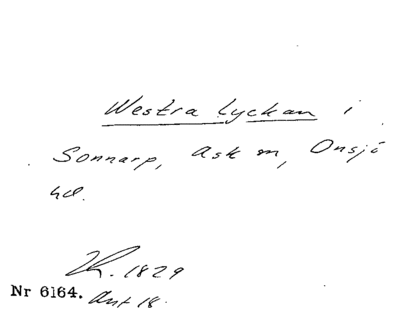 Westra Lyckan i
Sonnarp, Ask sn, Onsjö
hd.
1829
Nr 6164. Ant 18.